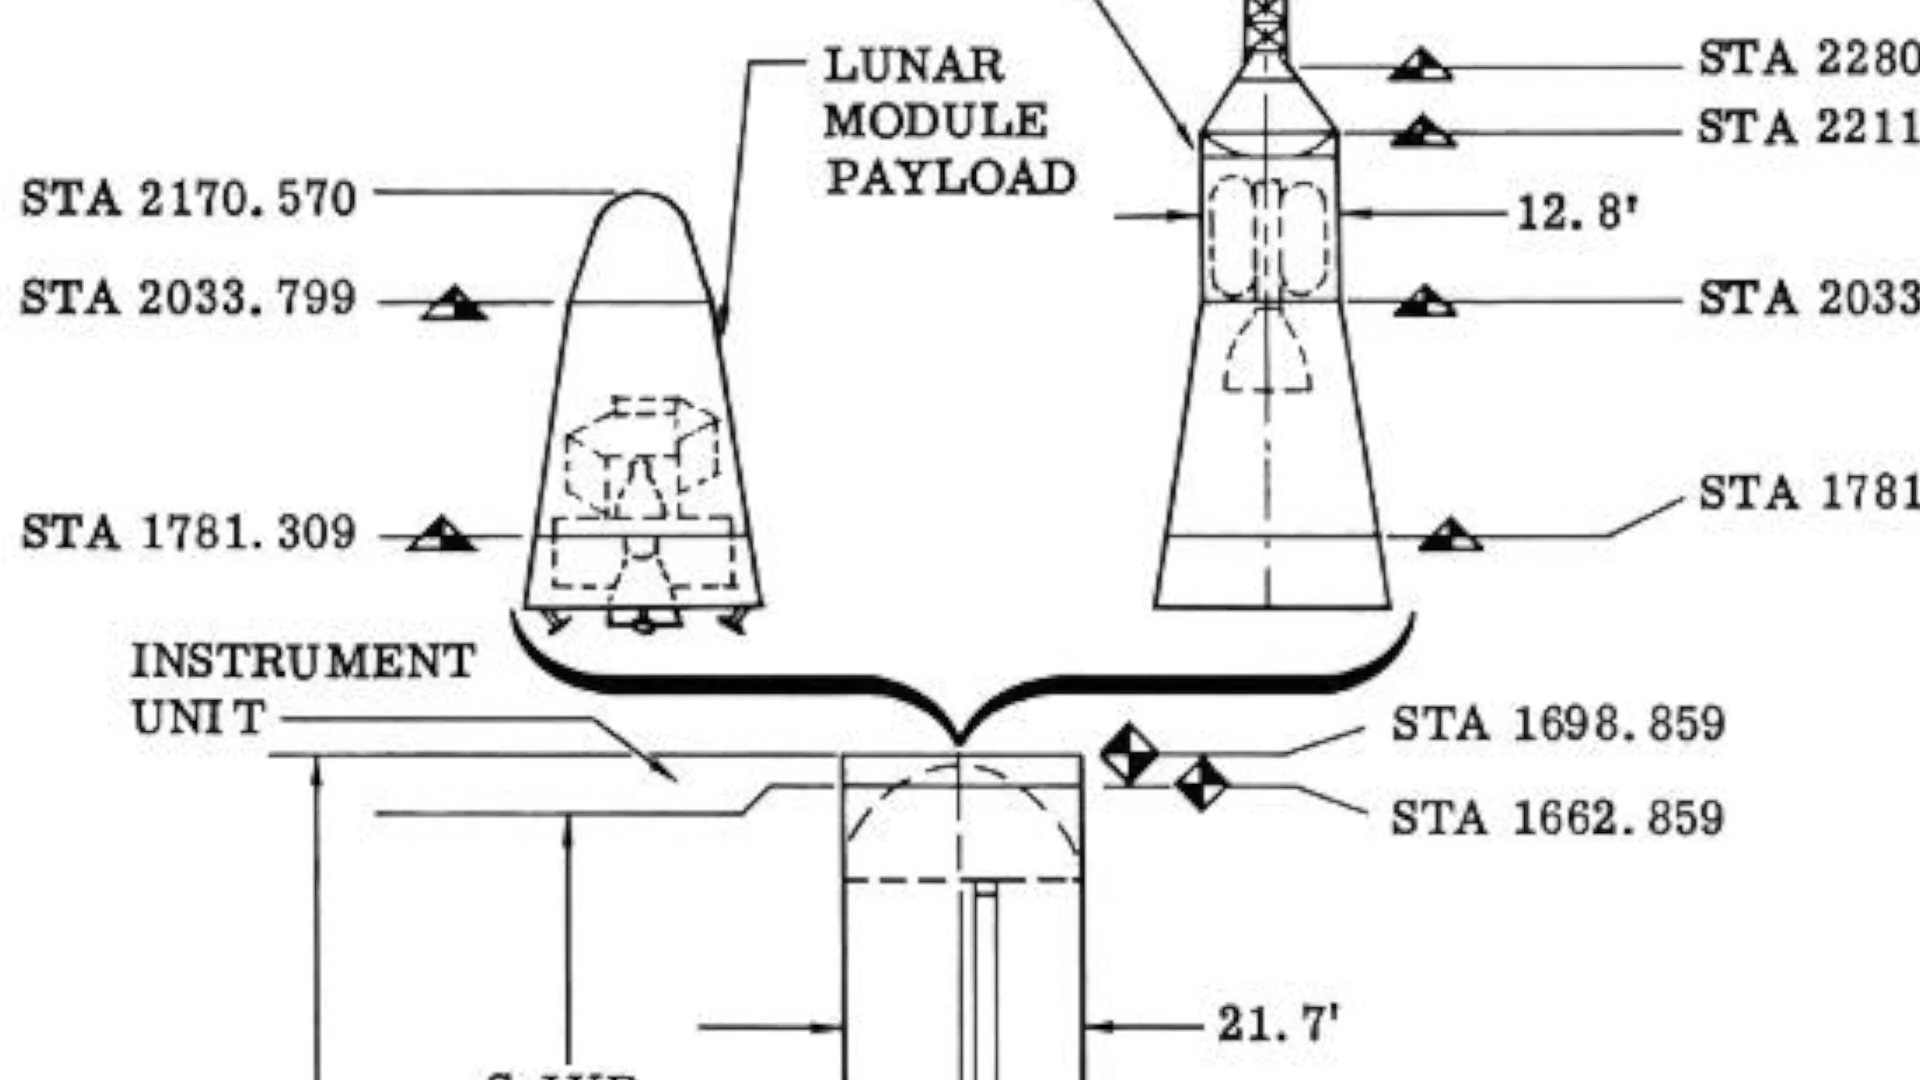 LUNAR
MODULE
PAYLOAD
STA 2280
STA 2211
STA 2170.570
12.8'
STA 2033.799
STA 2033
STA 1781.309
STA 1781
INSTRUMENT
UNIT
STA 1698.859
STA 1662.859
21.7'